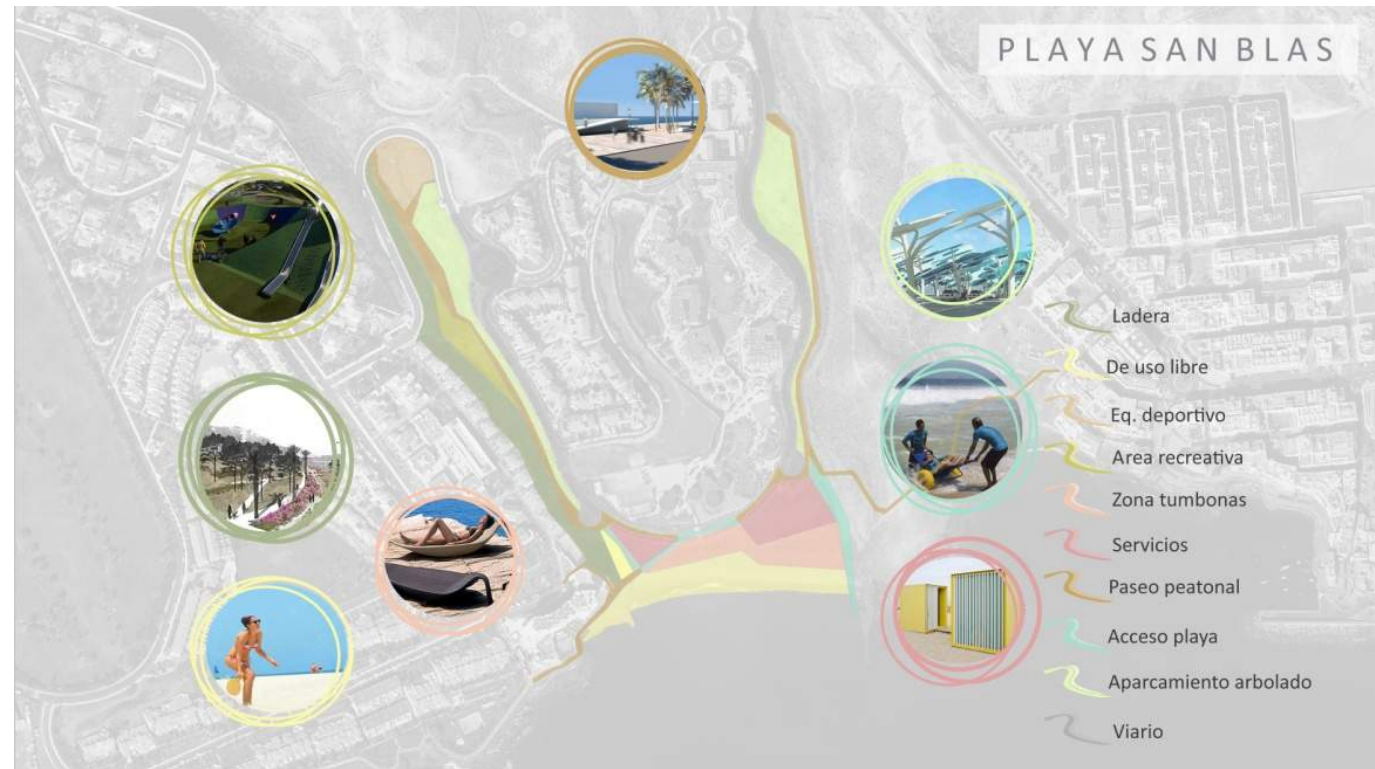 PLAYA SAN BLAS
Ladera
De uso libre
Eq. deportivo
Area recreativa
Zona tumbonas
Servicios
Paseo peatonal
Acceso playa
Aparcamiento arbolado
Viario